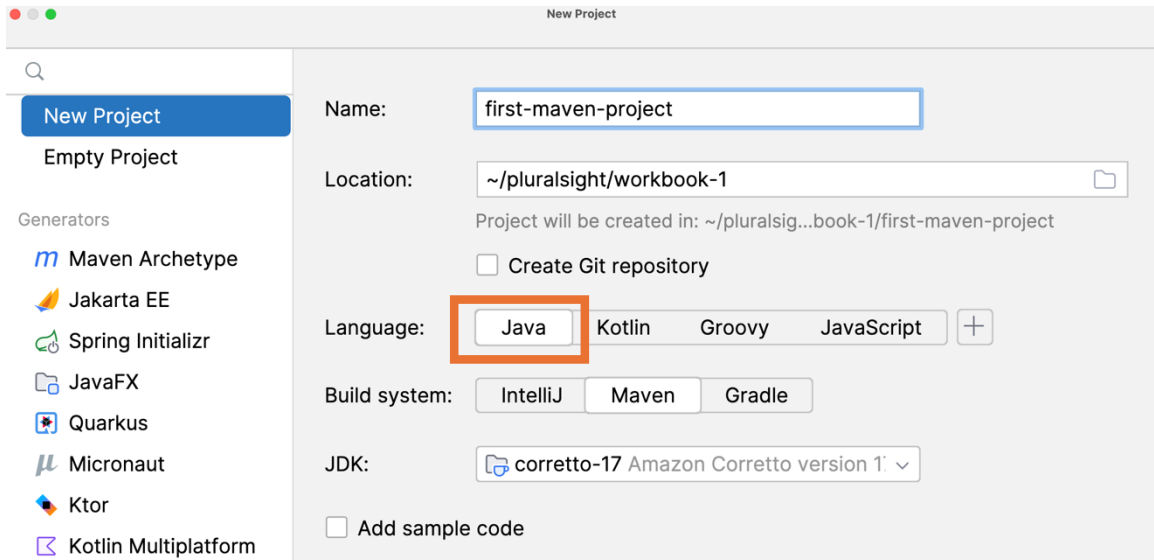 New Project
New Project
Empty Project
Generators
Maven Archetype
Jakarta EE
Spring Initializr
JavaFX
Quarkus
Micronaut
Ktor
Kotlin Multiplatform
Name: first-maven-project
Location: ~/pluralsight/workbook-1
Project will be created in: ~/pluralsig...book-1/first-maven-project
Create Git repository
Language: Java Kotlin Groovy JavaScript
Build system: IntelliJ Maven Gradle
JDK: corretto-17 Amazon Corretto version
Add sample code